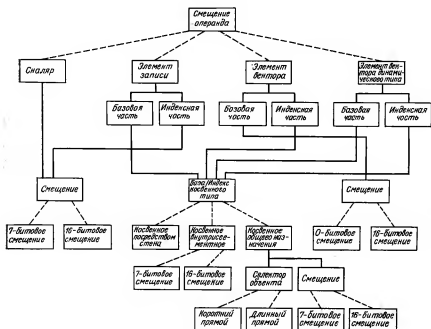 Смещение
операнда
Скаляр
Элемент
записи
Элемент
вектора
Элемент век-
тора динами-
ческого типа
Базовая
часть
Индексная
часть
Базовая
часть
Индексная
часть
Базовая
часть
Индексная
часть
Смещение
База/Индекс
косвенного
типа
Смещение
7-битовое
смещение
16-битовое
смещение
Косвенное
посредством
стека
Косвенное
внутрисег-
ментное
Косвенное
общего наз-
начения
0-битовое
смещение
16-битовое
смещение
7-битовое
смещение
16-битовое
смещение
Селектор
объекта
Смещение
Короткий
прямой
Длинный
прямой
7-битовое
смещение
16-битовое
смещение